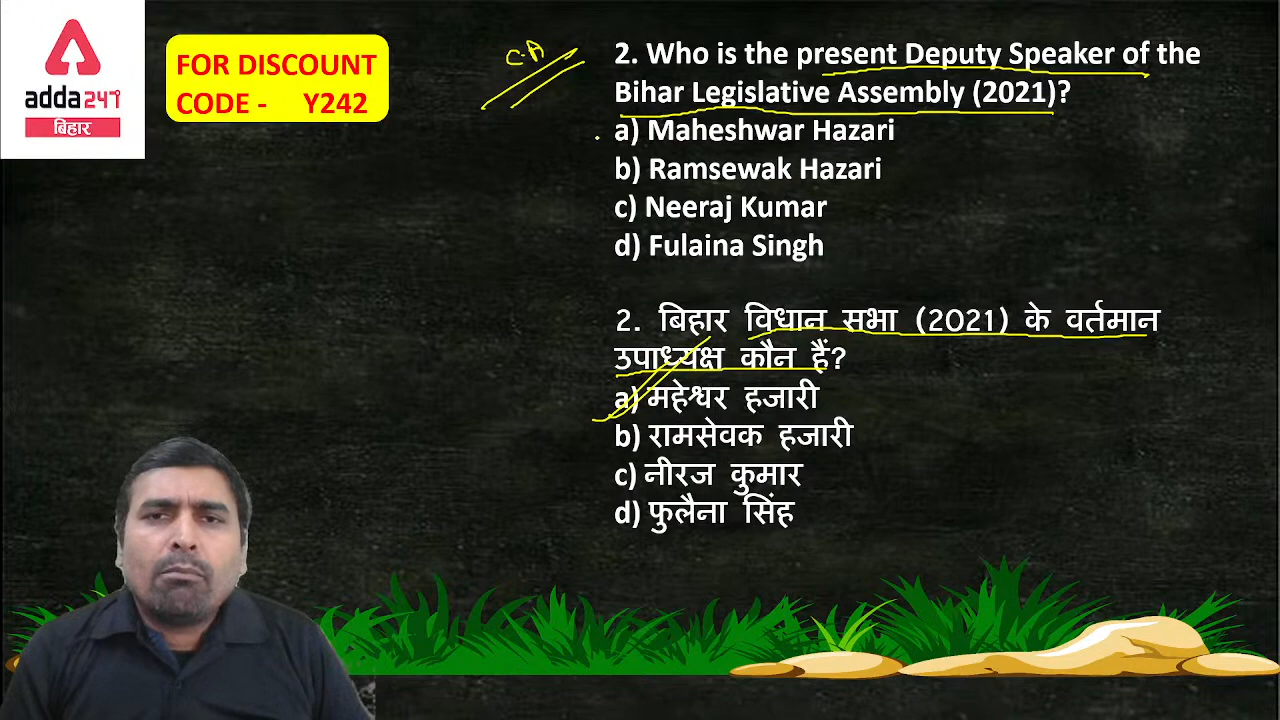 adda247
बिहार
FOR DISCOUNT
CODE - Y242
C.A
2. Who is the present Deputy Speaker of the
Bihar Legislative Assembly (2021)?
a) Maheshwar Hazari
b) Ramsewak Hazari
c) Neeraj Kumar
d) Fulaina Singh
2. बिहार विधान सभा (2021) के वर्तमान
उपाध्यक्ष कौन हैं?
a) महेश्वर हजारी
b) रामसेवक हजारी
c) नीरज कुमार
d) फुलैना सिंह